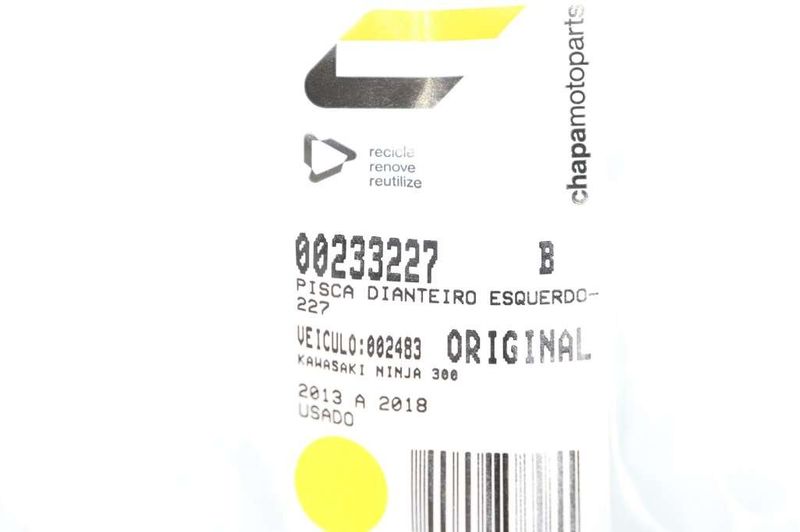 chapamotoparts
recicla
renove
reutilize
00233227 B
PISCA DIANTEIRO ESQUERDO-
227
VEICULO:002483 ORIGINAL
KAWASAKI NINJA 300
2013 A 2018
USADO